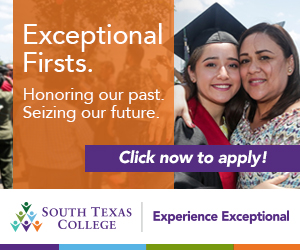 Exceptional
Firsts.
Honoring our past.
Seizing our future.
Click now to apply!
SOUTH TEXAS
COLLEGE
Experience Exceptional